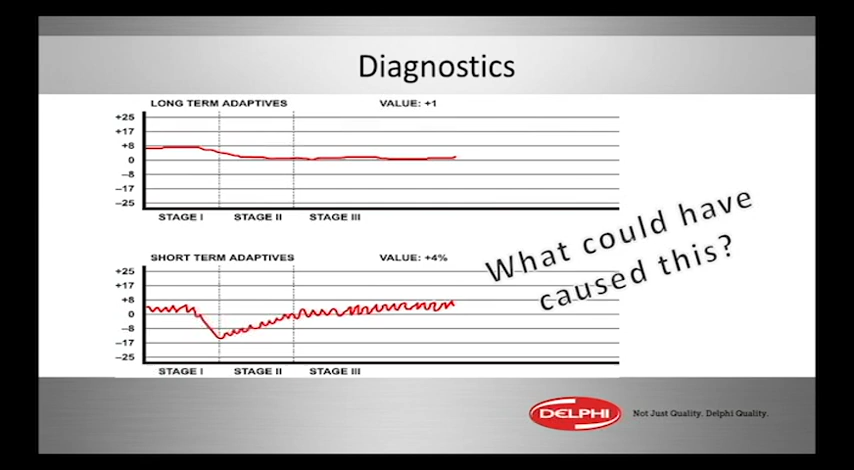 Diagnostics
LONG TERM ADAPTIVES VALUE: +1
+25
+17
+8
0
−8
−17
−25
STAGE I STAGE II STAGE III
SHORT TERM ADAPTIVES VALUE: +4%
+25
+17
+8
0
−8
−17
−25
STAGE I STAGE II STAGE III
What could have
caused this?
DELPHI Not Just Quality. Delphi Quality.